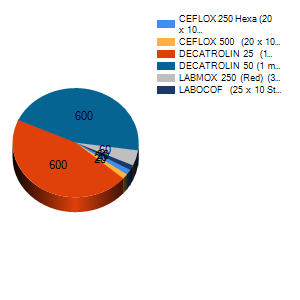 CEFLOX 250 Hexa (20
x 10...
CEFLOX 500 (20 x 10...
DECATROLIN 25 (1...
DECATROLIN 50 (1 m...
LABMOX 250 (Red) (3...
LABOCOF (25 x 10 St...
600
60
20
600